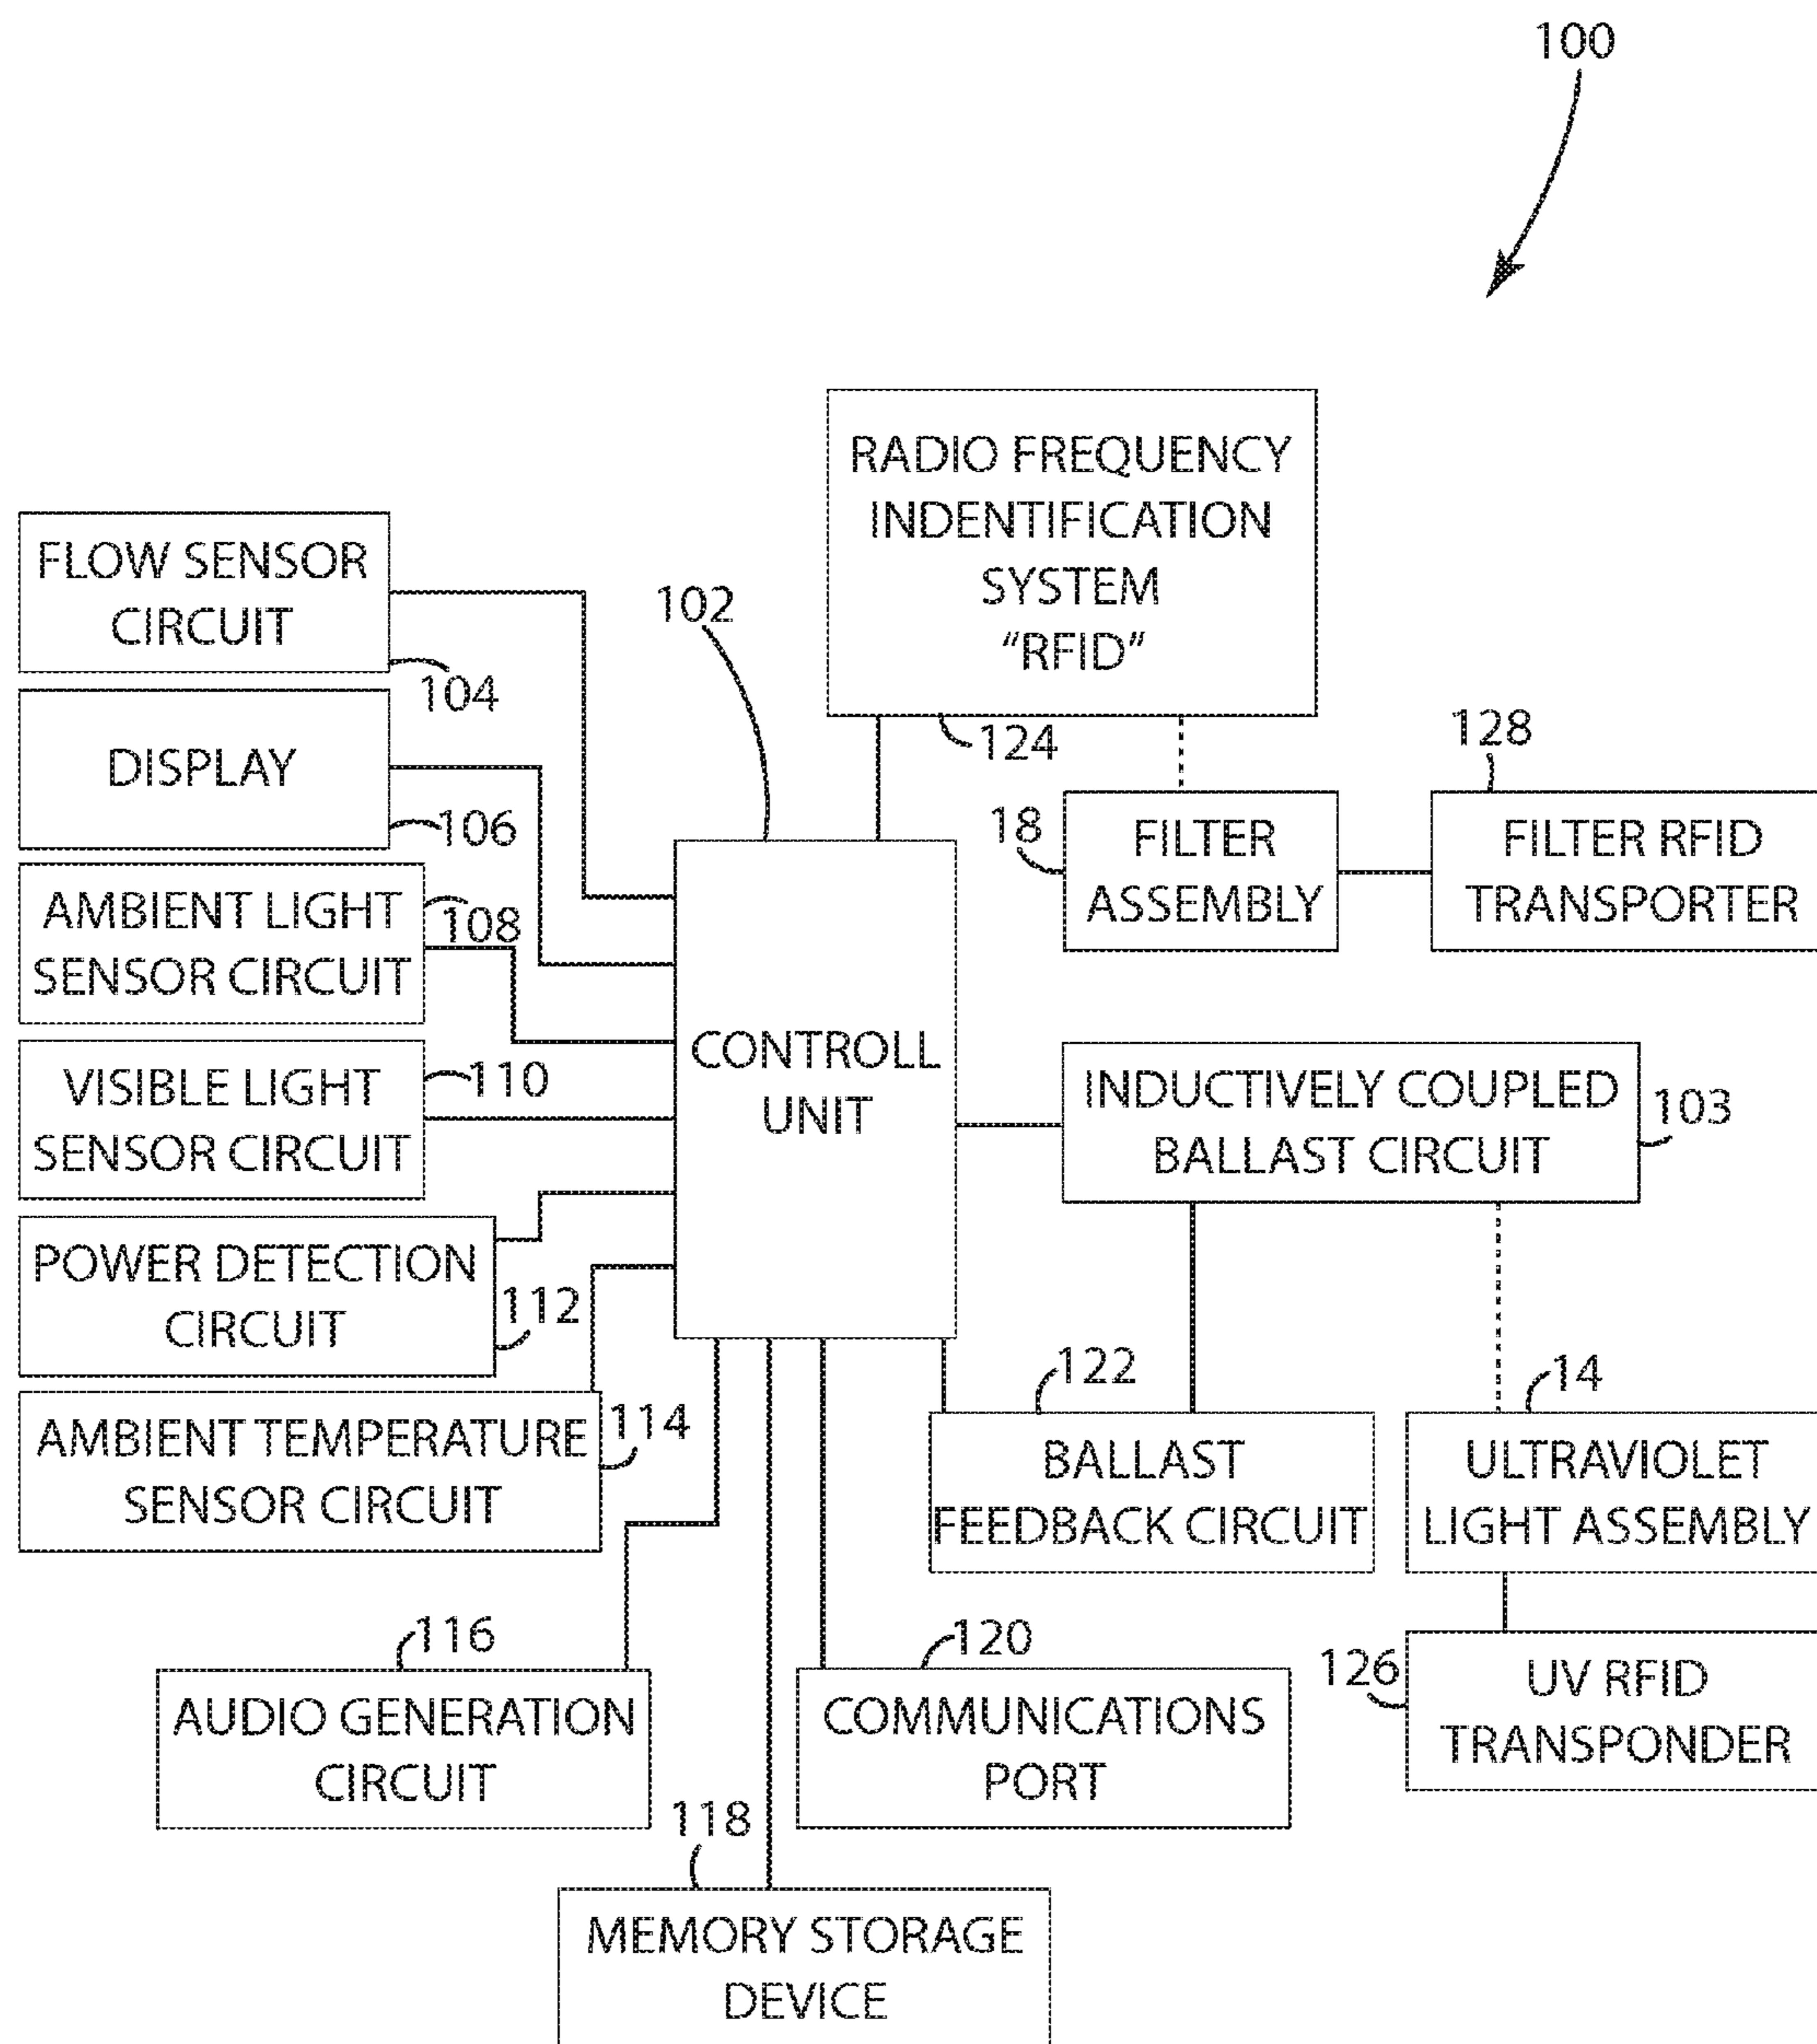 100
RADIO FREQUENCY
INDENTIFICATION
SYSTEM
“RFID”
124
FLOW SENSOR
CIRCUIT
104
102
DISPLAY
106
128
18
FILTER
ASSEMBLY
FILTER RFID
TRANSPORTER
AMBIENT LIGHT
SENSOR CIRCUIT
108
CONTROLL
UNIT
VISIBLE LIGHT
SENSOR CIRCUIT
110
INDUCTIVELY COUPLED
BALLAST CIRCUIT
103
POWER DETECTION
CIRCUIT
112
AMBIENT TEMPERATURE
SENSOR CIRCUIT
114
122
BALLAST
FEEDBACK CIRCUIT
14
ULTRAVIOLET
LIGHT ASSEMBLY
116
AUDIO GENERATION
CIRCUIT
120
COMMUNICATIONS
PORT
126
UV RFID
TRANSPONDER
118
MEMORY STORAGE
DEVICE